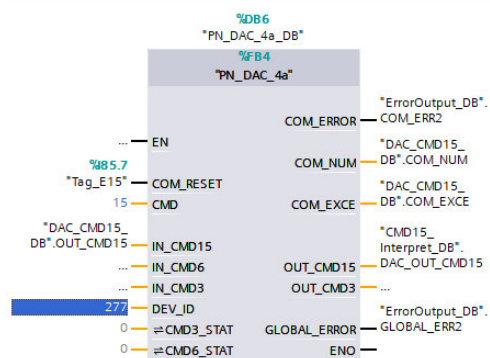 %DB6
"PN_DAC_4a_DB"
%FB4
"PN_DAC_4a"
"ErrorOutput_DB".
COM_ERROR COM_ERR2
... EN
"DAC_CMD15_
COM_NUM DB".COM_NUM
%I85.7
"Tag_E15" COM_RESET
"DAC_CMD15_
15 CMD COM_EXCE DB".COM_EXCE
"DAC_CMD15_
DB".OUT_CMD15 IN_CMD15
"CMD15_
Interpret_DB".
... IN_CMD6 OUT_CMD15 DAC_OUT_CMD15
... IN_CMD3 OUT_CMD3 ...
277 DEV_ID
"ErrorOutput_DB".
0 ⇌CMD3_STAT GLOBAL_ERROR GLOBAL_ERR2
0 ⇌CMD6_STAT ENO